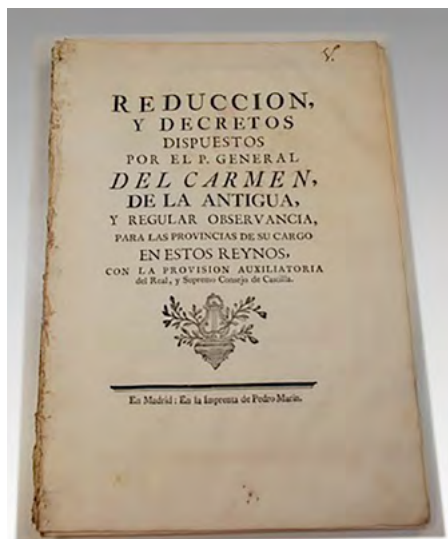 REDUCCION,
Y DECRETOS
DISPUESTOS
POR EL P. GENERAL
DEL CARMEN,
DE LA ANTIGUA,
Y REGULAR OBSERVANCIA,
PARA LAS PROVINCIAS DE SU CARGO
EN ESTOS REYNOS,
CON LA PROVISION AUXILIATORIA
del Real, y Supremo Consejo de Castilla.
En Madrid: En la Imprenta de Pedro Marin.